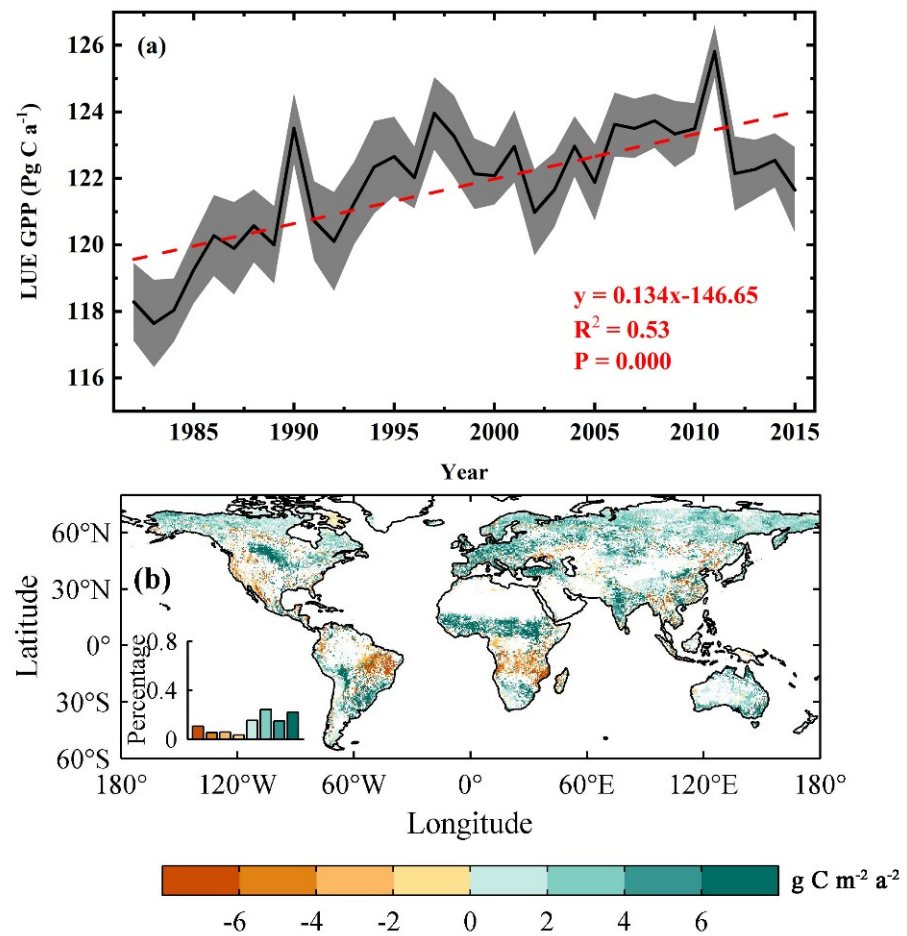 (a)
126
124
122
120
118
116
LUE GPP (Pg C a⁻¹)
y = 0.134x-146.65
R² = 0.53
P = 0.000
1985 1990 1995 2000 2005 2010 2015
Year
(b)
60°N
30°N
0°
30°S
60°S
Latitude
0.8
0.4
0
Percentage
180° 120°W 60°W 0° 60°E 120°E 180°
Longitude
g C m⁻² a⁻²
-6 -4 -2 0 2 4 6